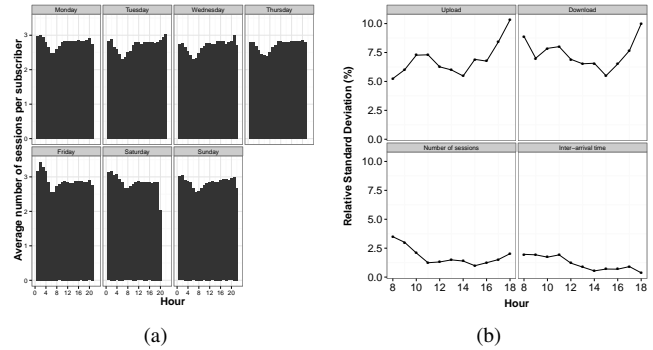 Monday Tuesday Wednesday Thursday
Friday Saturday Sunday
Average number of sessions per subscriber
3
2
1
0
3
2
1
0
0 4 8 12 16 20 0 4 8 12 16 20 0 4 8 12 16 20
Hour
(a)
Upload Download
Number of sessions Inter−arrival time
Relative Standard Deviation (%)
10.0
7.5
5.0
2.5
0.0
10.0
7.5
5.0
2.5
0.0
8 10 12 14 16 18 8 10 12 14 16 18
Hour
(b)